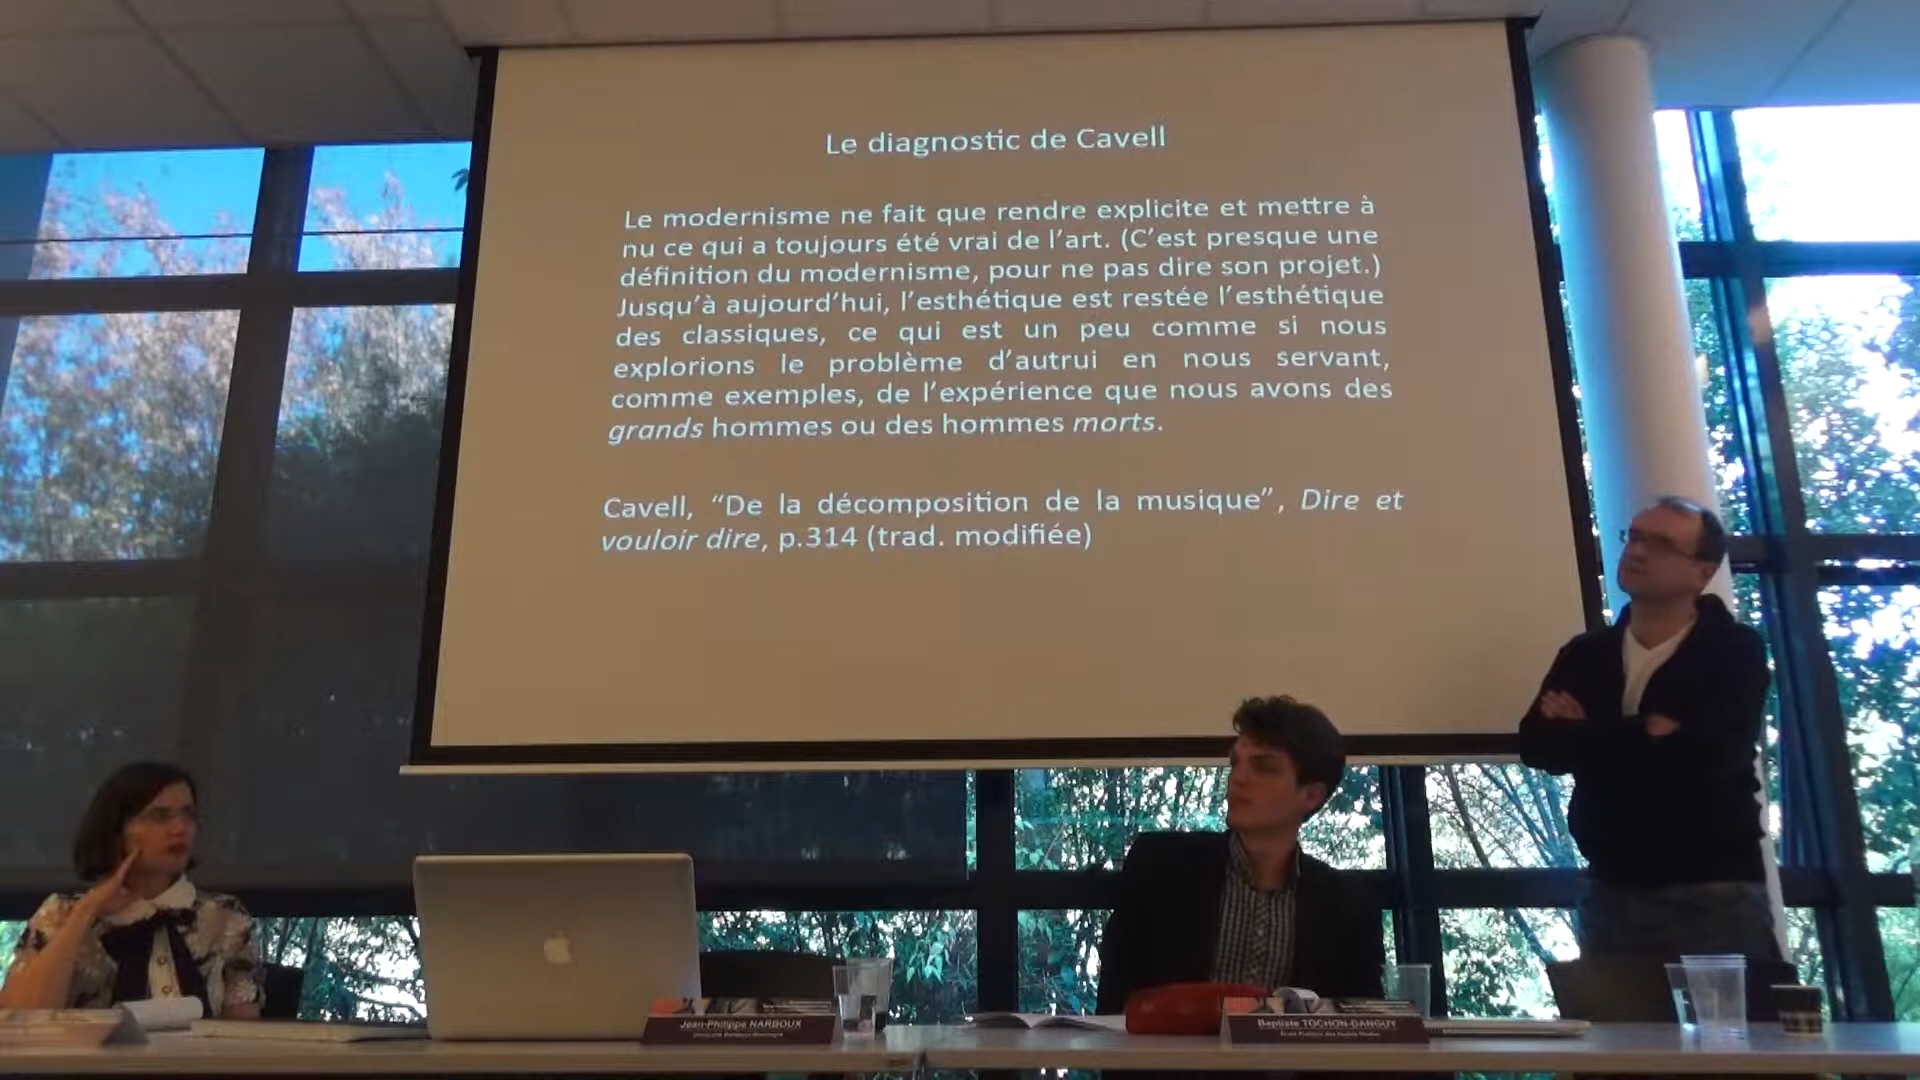 Le diagnostic de Cavell
Le modernisme ne fait que rendre explicite et mettre à
nu ce qui a toujours été vrai de l’art. (C’est presque une
définition du modernisme, pour ne pas dire son projet.)
Jusqu’à aujourd’hui, l’esthétique est restée l’esthétique
des classiques, ce qui est un peu comme si nous
explorions le problème d’autrui en nous servant,
comme exemples, de l’expérience que nous avons des
grands hommes ou des hommes morts.
Cavell, “De la décomposition de la musique”, Dire et
vouloir dire, p.314 (trad. modifiée)
Jean-Philippe NARBOUX
Baptiste TOCHON-DANGUY